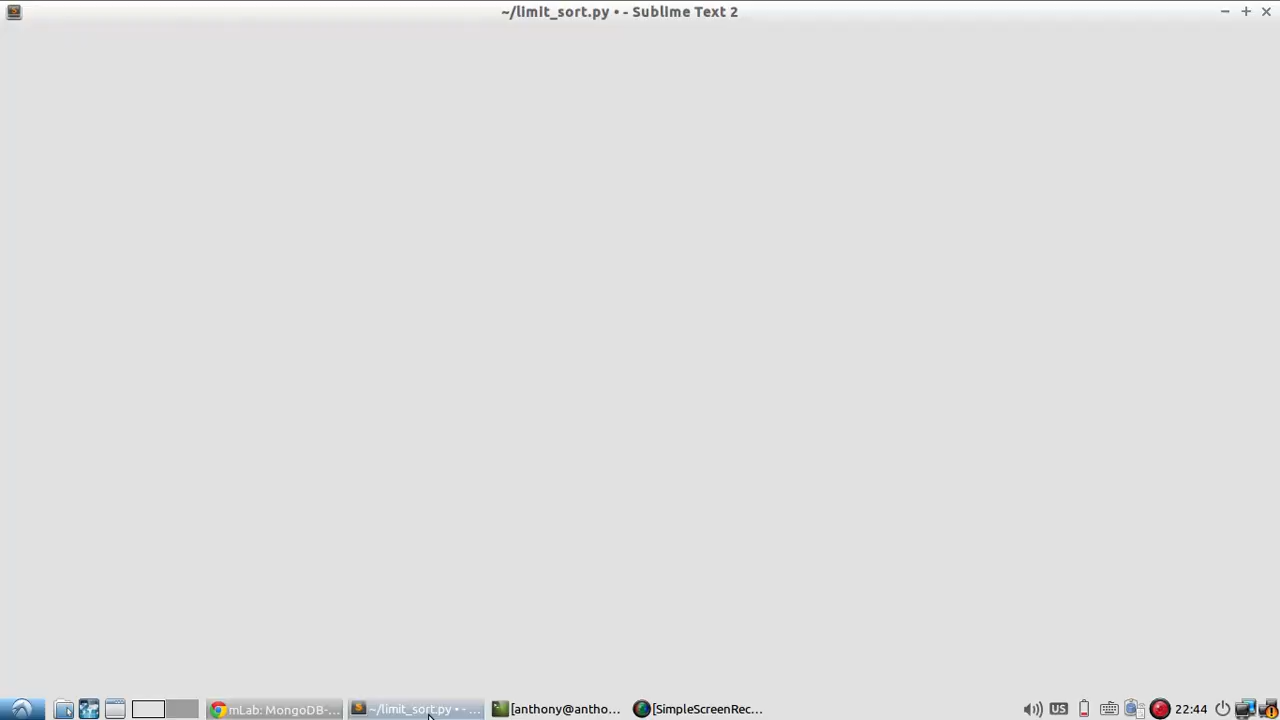 ~/limit_sort.py • - Sublime Text 2
mLab: MongoDB-...
~/limit_sort.py • - ...
[anthony@antho...
[SimpleScreenRec...
US
22:44